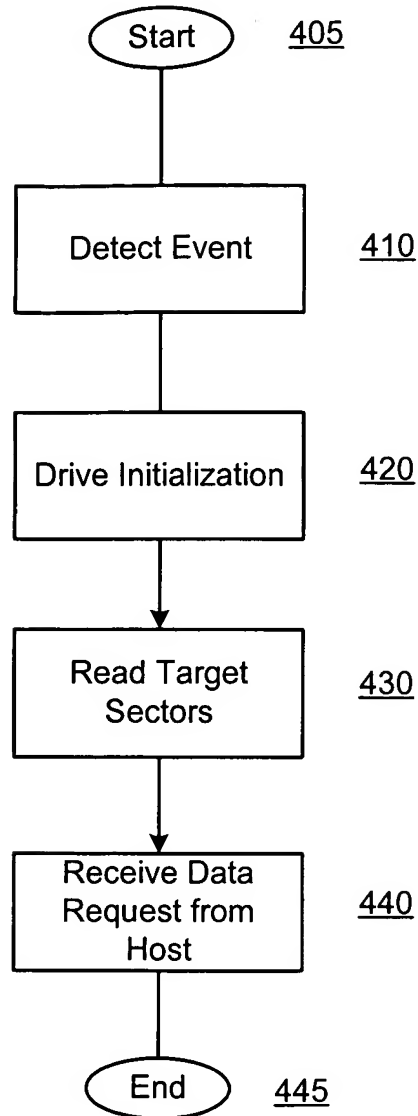 Start 405
Detect Event 410
Drive Initialization 420
Read Target
Sectors
430
Receive Data
Request from
Host
440
End 445